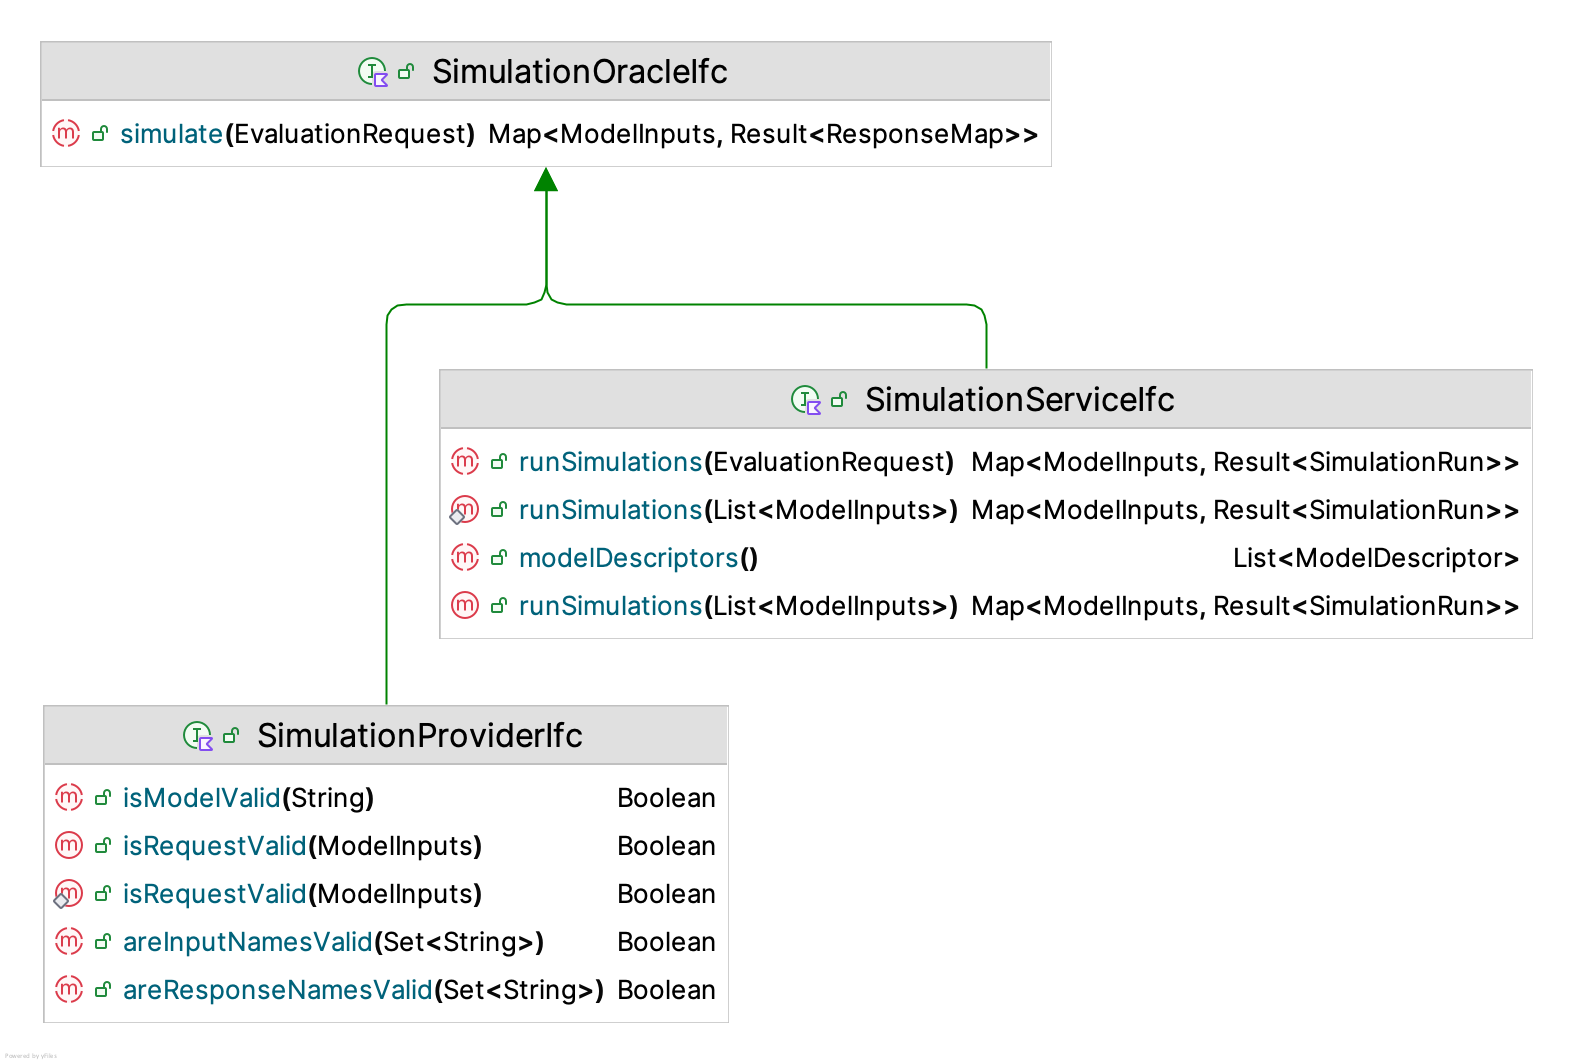 SimulationOracleIfc
simulate(EvaluationRequest) Map<ModelInputs, Result<ResponseMap>>
SimulationServiceIfc
runSimulations(EvaluationRequest) Map<ModelInputs, Result<SimulationRun>>
runSimulations(List<ModelInputs>) Map<ModelInputs, Result<SimulationRun>>
modelDescriptors() List<ModelDescriptor>
runSimulations(List<ModelInputs>) Map<ModelInputs, Result<SimulationRun>>
SimulationProviderIfc
isModelValid(String) Boolean
isRequestValid(ModelInputs) Boolean
isRequestValid(ModelInputs) Boolean
areInputNamesValid(Set<String>) Boolean
areResponseNamesValid(Set<String>) Boolean
Powered by yFiles